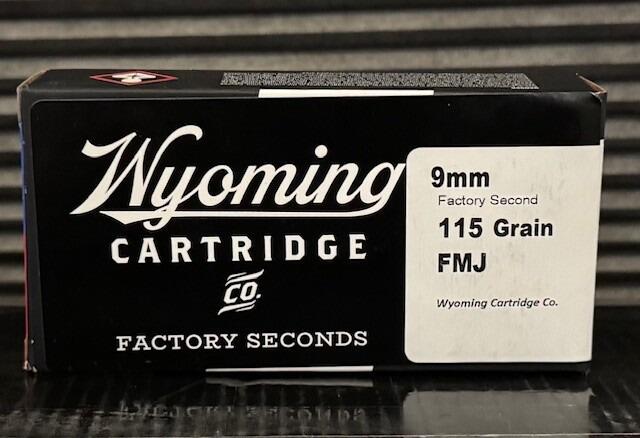 Wyoming
CARTRIDGE
CO.
FACTORY SECONDS
9mm
Factory Second
115 Grain
FMJ
Wyoming Cartridge Co.